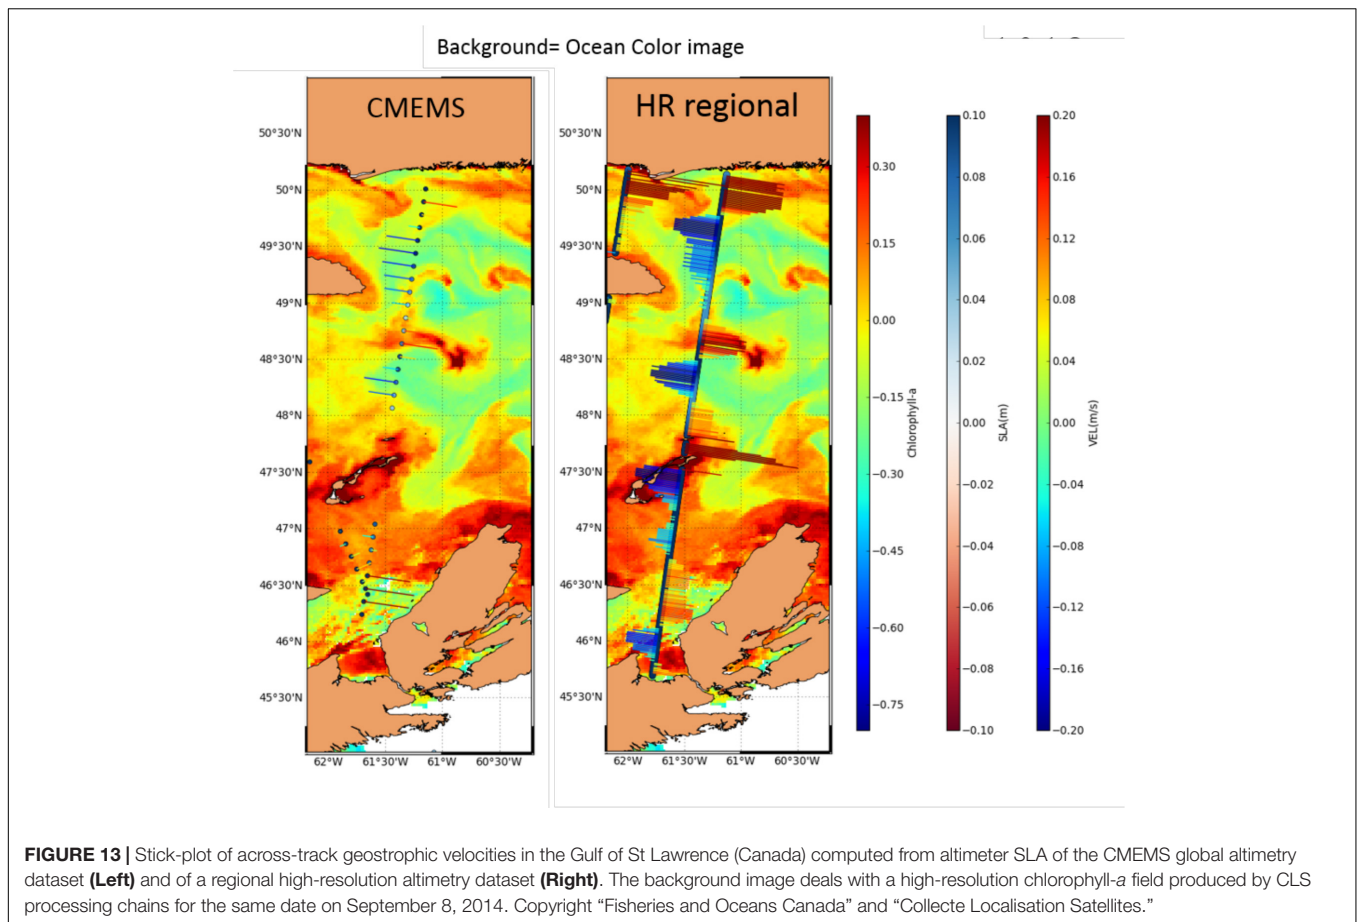 Background= Ocean Color image
CMEMS
HR regional
50°30'N
50°N
49°30'N
49°N
48°30'N
48°N
47°30'N
47°N
46°30'N
46°N
45°30'N
62°W 61°30'W 61°W 60°30'W
50°30'N
50°N
49°30'N
49°N
48°30'N
48°N
47°30'N
47°N
46°30'N
46°N
45°30'N
62°W 61°30'W 61°W 60°30'W
0.30
0.15
0.00
−0.15
−0.30
−0.45
−0.60
−0.75
Chlorophyll-a
0.10
0.08
0.06
0.04
0.02
0.00
−0.02
−0.04
−0.06
−0.08
−0.10
SLA(m)
0.20
0.16
0.12
0.08
0.04
0.00
−0.04
−0.08
−0.12
−0.16
−0.20
VEL(m/s)
FIGURE 13 | Stick-plot of across-track geostrophic velocities in the Gulf of St Lawrence (Canada) computed from altimeter SLA of the CMEMS global altimetry
dataset (Left) and of a regional high-resolution altimetry dataset (Right). The background image deals with a high-resolution chlorophyll-a field produced by CLS
processing chains for the same date on September 8, 2014. Copyright “Fisheries and Oceans Canada” and “Collecte Localisation Satellites.”